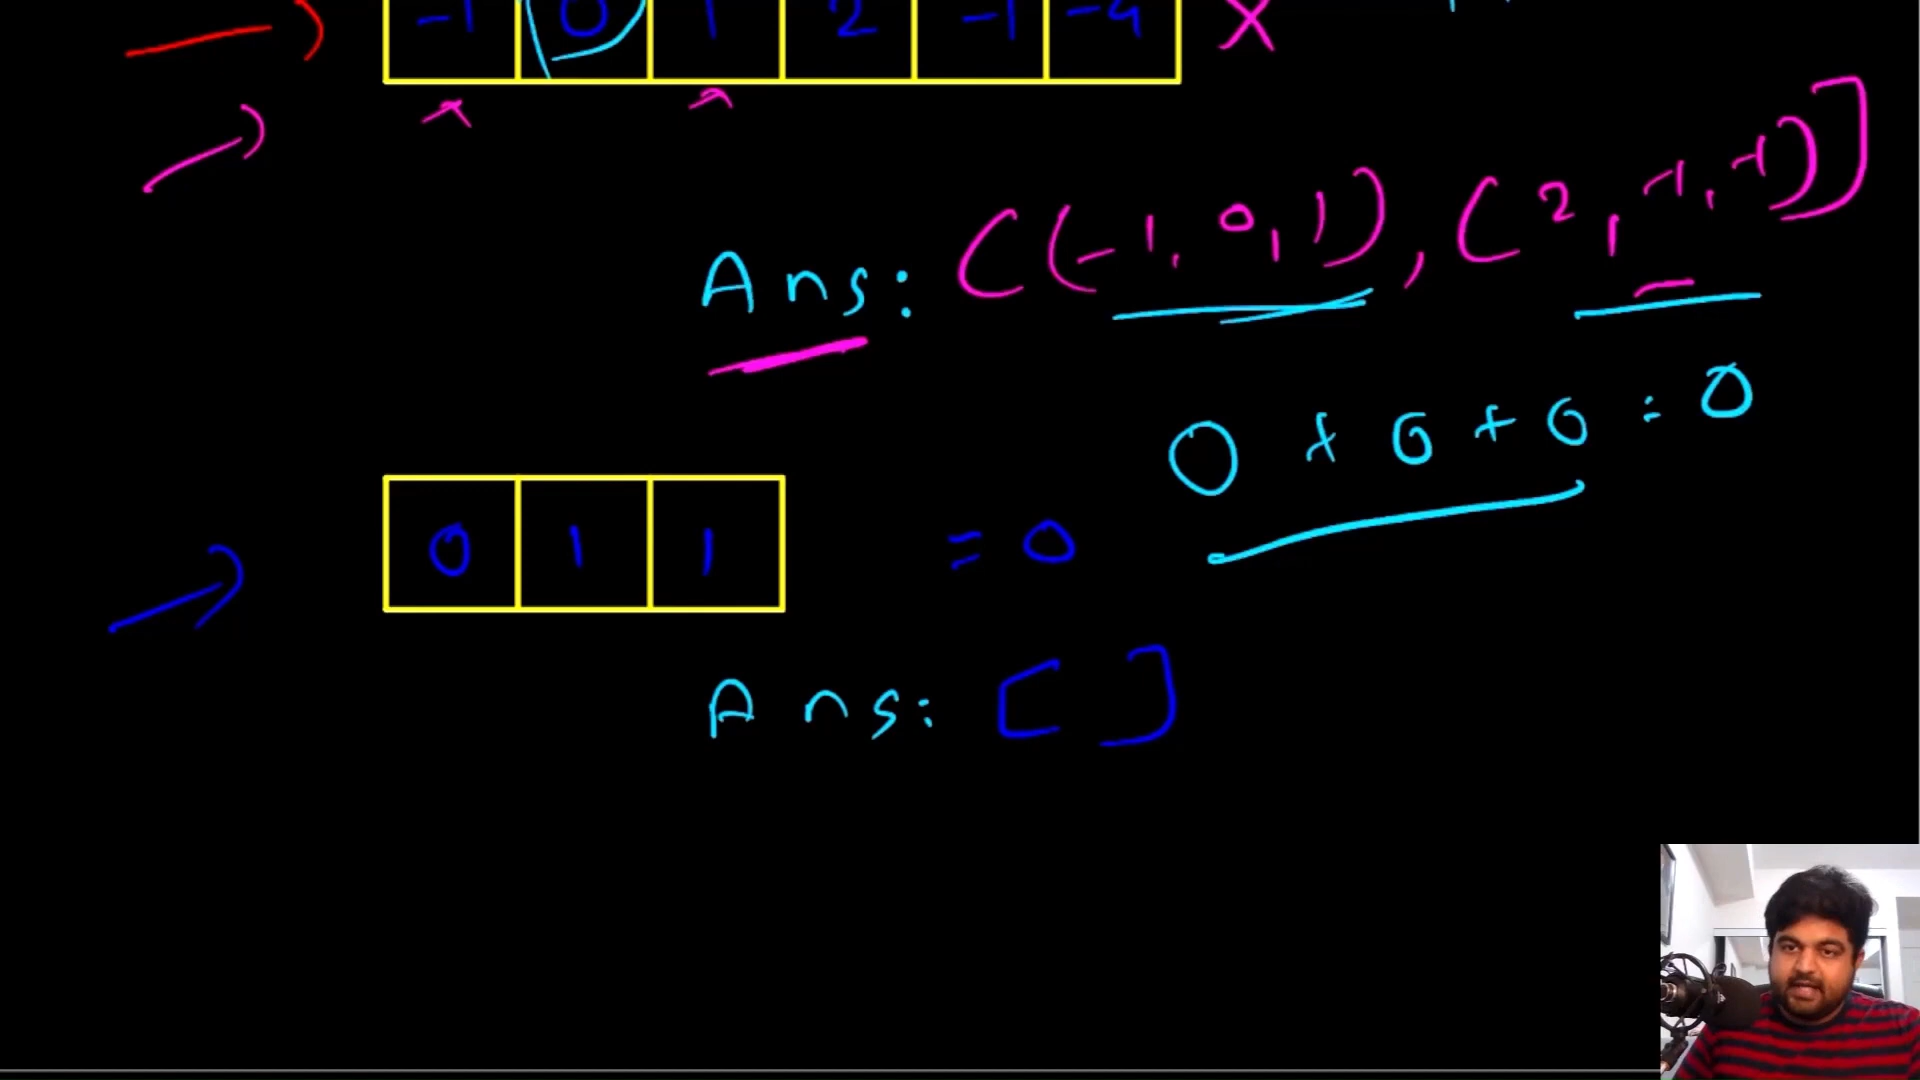 -1 0 1 2 -1 -4 X
Ans: [(-1, 0, 1), (2, -1, -1)]
0 + 0 + 0 = 0
0 1 1 = 0
Ans: [ ]